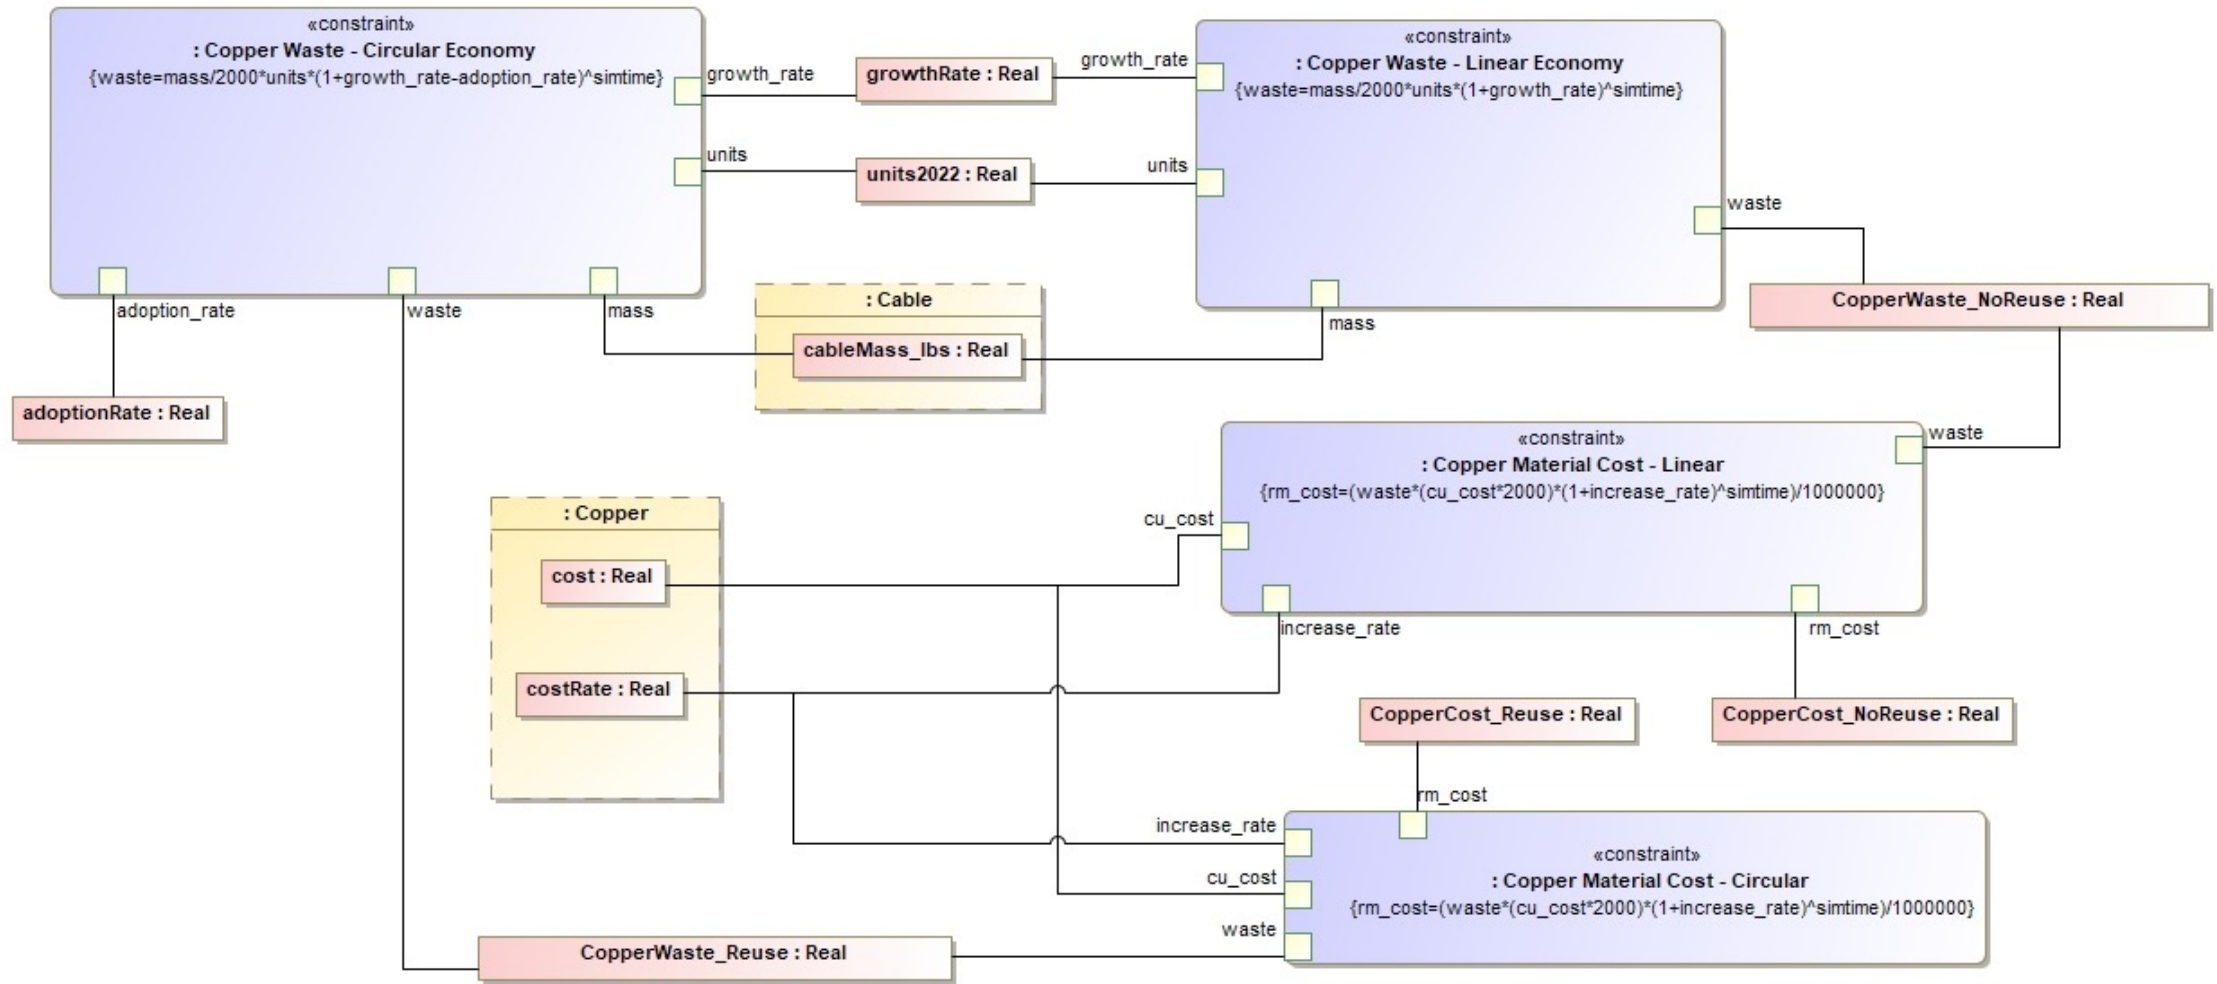 «constraint»
: Copper Waste - Circular Economy
{waste=mass/2000*units*(1+growth_rate-adoption_rate)^simtime}
growth_rate
units
adoption_rate
waste
mass
growthRate : Real
units2022 : Real
growth_rate
units
«constraint»
: Copper Waste - Linear Economy
{waste=mass/2000*units*(1+growth_rate)^simtime}
waste
mass
CopperWaste_NoReuse : Real
: Cable
cableMass_lbs : Real
adoptionRate : Real
«constraint»
: Copper Material Cost - Linear
{rm_cost=(waste*(cu_cost*2000)*(1+increase_rate)^simtime)/1000000}
waste
cu_cost
increase_rate
rm_cost
: Copper
cost : Real
costRate : Real
CopperCost_Reuse : Real
CopperCost_NoReuse : Real
rm_cost
increase_rate
cu_cost
waste
«constraint»
: Copper Material Cost - Circular
{rm_cost=(waste*(cu_cost*2000)*(1+increase_rate)^simtime)/1000000}
CopperWaste_Reuse : Real